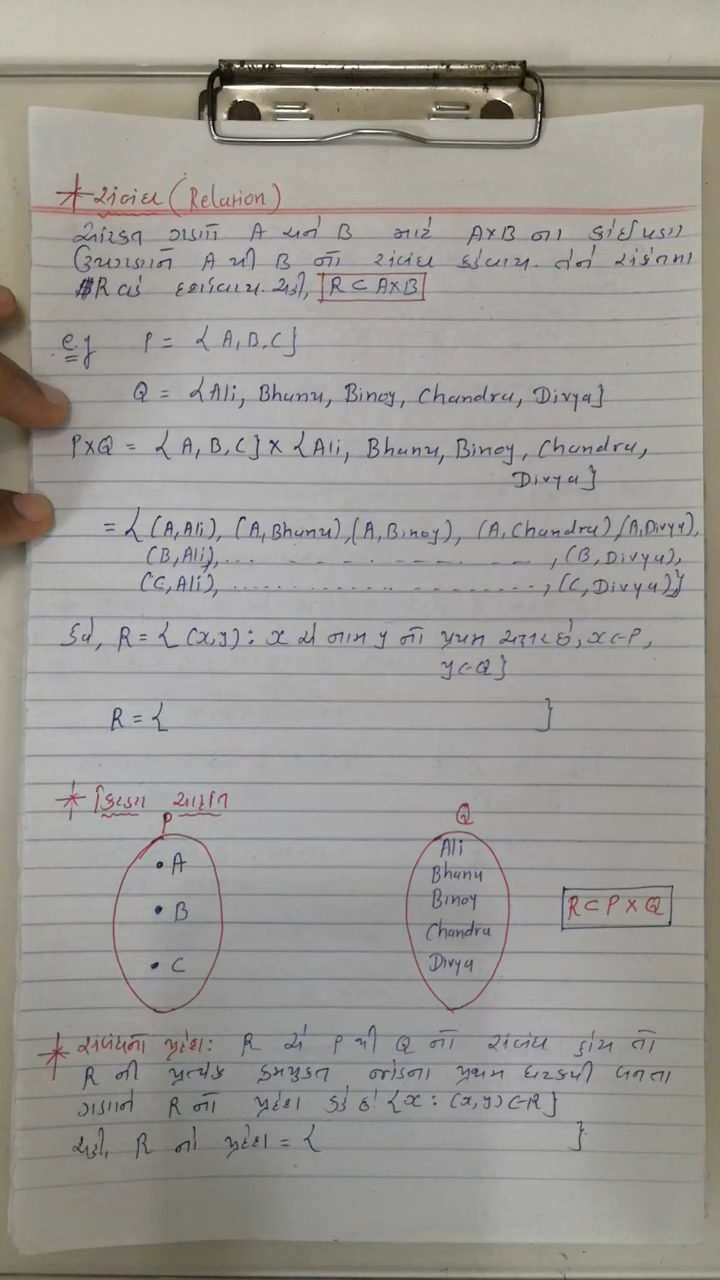 * સંબંધ (Relation)
અરિક્ત ગણો A અને B માટે A×B ના કોઈપણ
ઉપગણને A થી B નો સંબંધ કહેવાય. તેને સંકેતમાં
R વડે દર્શાવાય. અહી, R⊂A×B
e.g P = {A,B,C}
Q = {Ali, Bhanu, Binoy, Chandra, Divya}
P×Q = {A,B,C} × {Ali, Bhanu, Binoy, Chandra,
Divya}
= {(A,Ali), (A,Bhanu), (A,Binoy), (A,Chandra), (A,Divya),
(B,Ali), ............, (B,Divya),
(C,Ali), ............, (C,Divya)}
હવે, R = {(x,y): x એ નામ y નો પ્રથમ અક્ષર છે, x∈P,
y∈Q}
R = { }
* કિરણ આકૃતિ
P Q
A Ali
Bhanu
B Binoy R⊂P×Q
Chandra
C Divya
* સંબંધનો પ્રદેશ: R એ P થી Q નો સંબંધ હોય તો
R ની પ્રત્યેક ક્રમયુક્ત જોડના પ્રથમ ઘટકથી બનતા
ગણને R નો પ્રદેશ કહે છે {x: (x,y)∈R}
અહી, R નો પ્રદેશ = { }